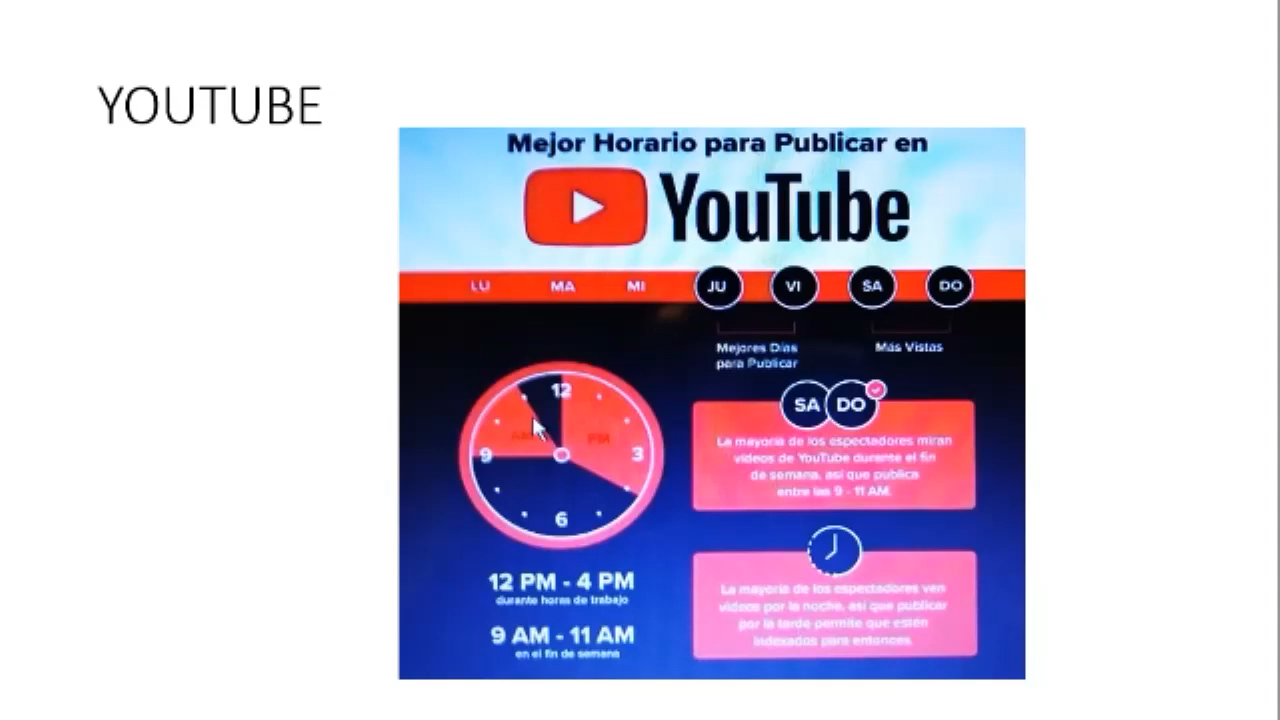 YOUTUBE
Mejor Horario para Publicar en
YouTube
LU MA MI JU VI SA DO
Mejores Días
para Publicar
Más Vistas
12
AM PM
9 3
6
SA DO
La mayoría de los espectadores miran
videos de YouTube durante el fin
de semana, así que publica
entre las 9 - 11 AM.
12 PM - 4 PM
durante horas de trabajo
9 AM - 11 AM
en el fin de semana
La mayoría de los espectadores ven
videos por la noche, así que publicar
por la tarde permite que estén
indexados para entonces.